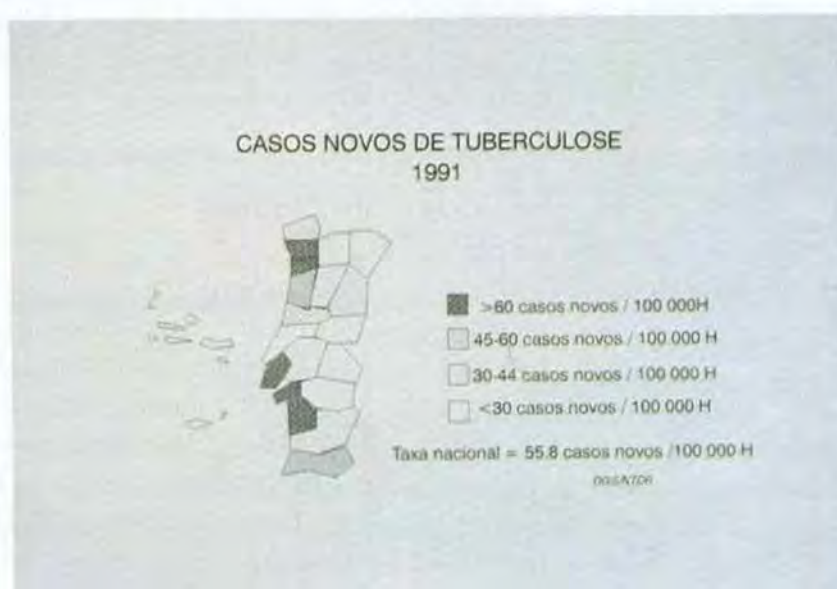 CASOS NOVOS DE TUBERCULOSE
1991
>60 casos novos / 100 000H
45-60 casos novos / 100 000 H
30-44 casos novos / 100 000 H
<30 casos novos / 100 000 H
Taxa nacional = 55.8 casos novos /100 000 H